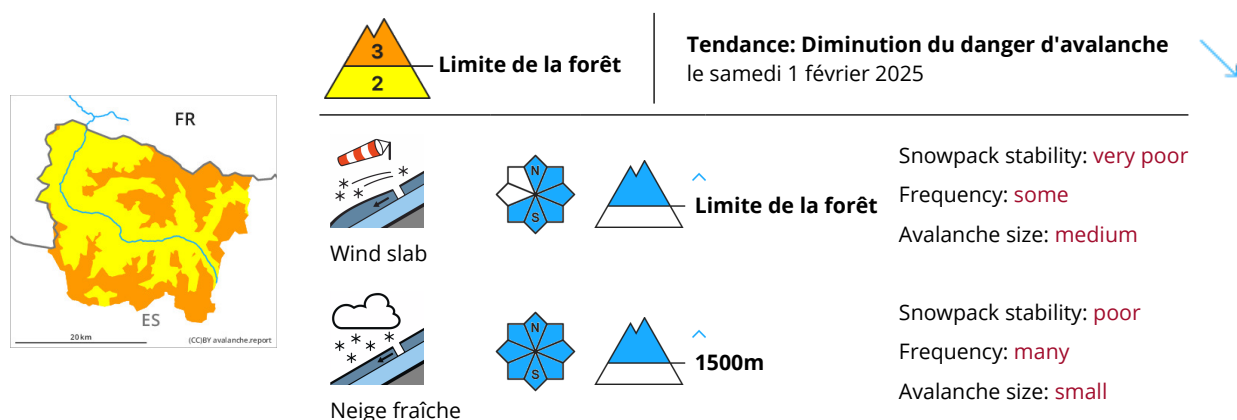 3
2
Limite de la forêt
Tendance: Diminution du danger d'avalanche
le samedi 1 février 2025
FR
ES
20 km
(CC)BY avalanche.report
N
S
Limite de la forêt
Snowpack stability: very poor
Frequency: some
Avalanche size: medium
Wind slab
N
S
1500m
Snowpack stability: poor
Frequency: many
Avalanche size: small
Neige fraîche